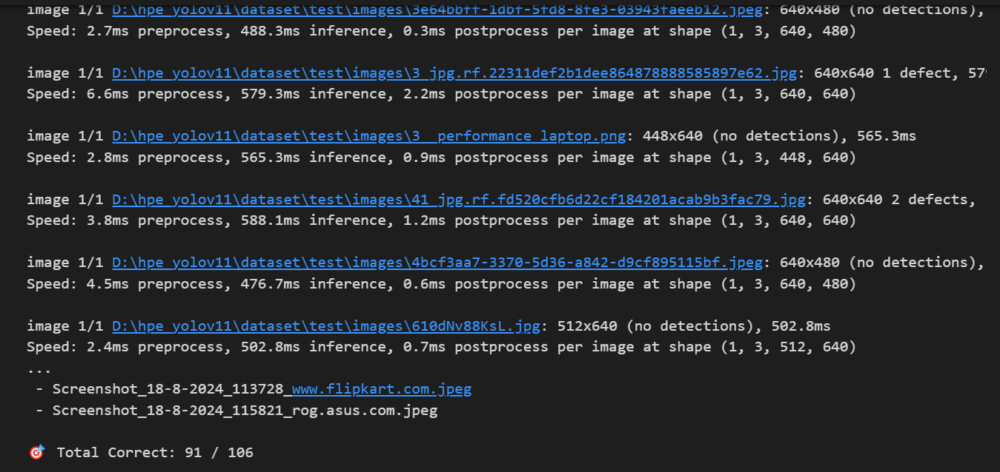 image 1/1 D:\hpe_yolov11\dataset\test\images\3e64bbff-1dbf-5fd8-8fe3-03943faeeb12.jpeg: 640x480 (no detections),
Speed: 2.7ms preprocess, 488.3ms inference, 0.3ms postprocess per image at shape (1, 3, 640, 480)
image 1/1 D:\hpe_yolov11\dataset\test\images\3_jpg.rf.22311def2b1dee864878888585897e62.jpg: 640x640 1 defect, 579
Speed: 6.6ms preprocess, 579.3ms inference, 2.2ms postprocess per image at shape (1, 3, 640, 640)
image 1/1 D:\hpe_yolov11\dataset\test\images\3__performance_laptop.png: 448x640 (no detections), 565.3ms
Speed: 2.8ms preprocess, 565.3ms inference, 0.9ms postprocess per image at shape (1, 3, 448, 640)
image 1/1 D:\hpe_yolov11\dataset\test\images\41_jpg.rf.fd520cfb6d22cf184201acab9b3fac79.jpg: 640x640 2 defects,
Speed: 3.8ms preprocess, 588.1ms inference, 1.2ms postprocess per image at shape (1, 3, 640, 640)
image 1/1 D:\hpe_yolov11\dataset\test\images\4bcf3aa7-3370-5d36-a842-d9cf895115bf.jpeg: 640x480 (no detections),
Speed: 4.5ms preprocess, 476.7ms inference, 0.6ms postprocess per image at shape (1, 3, 640, 480)
image 1/1 D:\hpe_yolov11\dataset\test\images\610dNv88KsL.jpg: 512x640 (no detections), 502.8ms
Speed: 2.4ms preprocess, 502.8ms inference, 0.7ms postprocess per image at shape (1, 3, 512, 640)
...
- Screenshot_18-8-2024_113728_www.flipkart.com.jpeg
- Screenshot_18-8-2024_115821_rog.asus.com.jpeg
🎯 Total Correct: 91 / 106